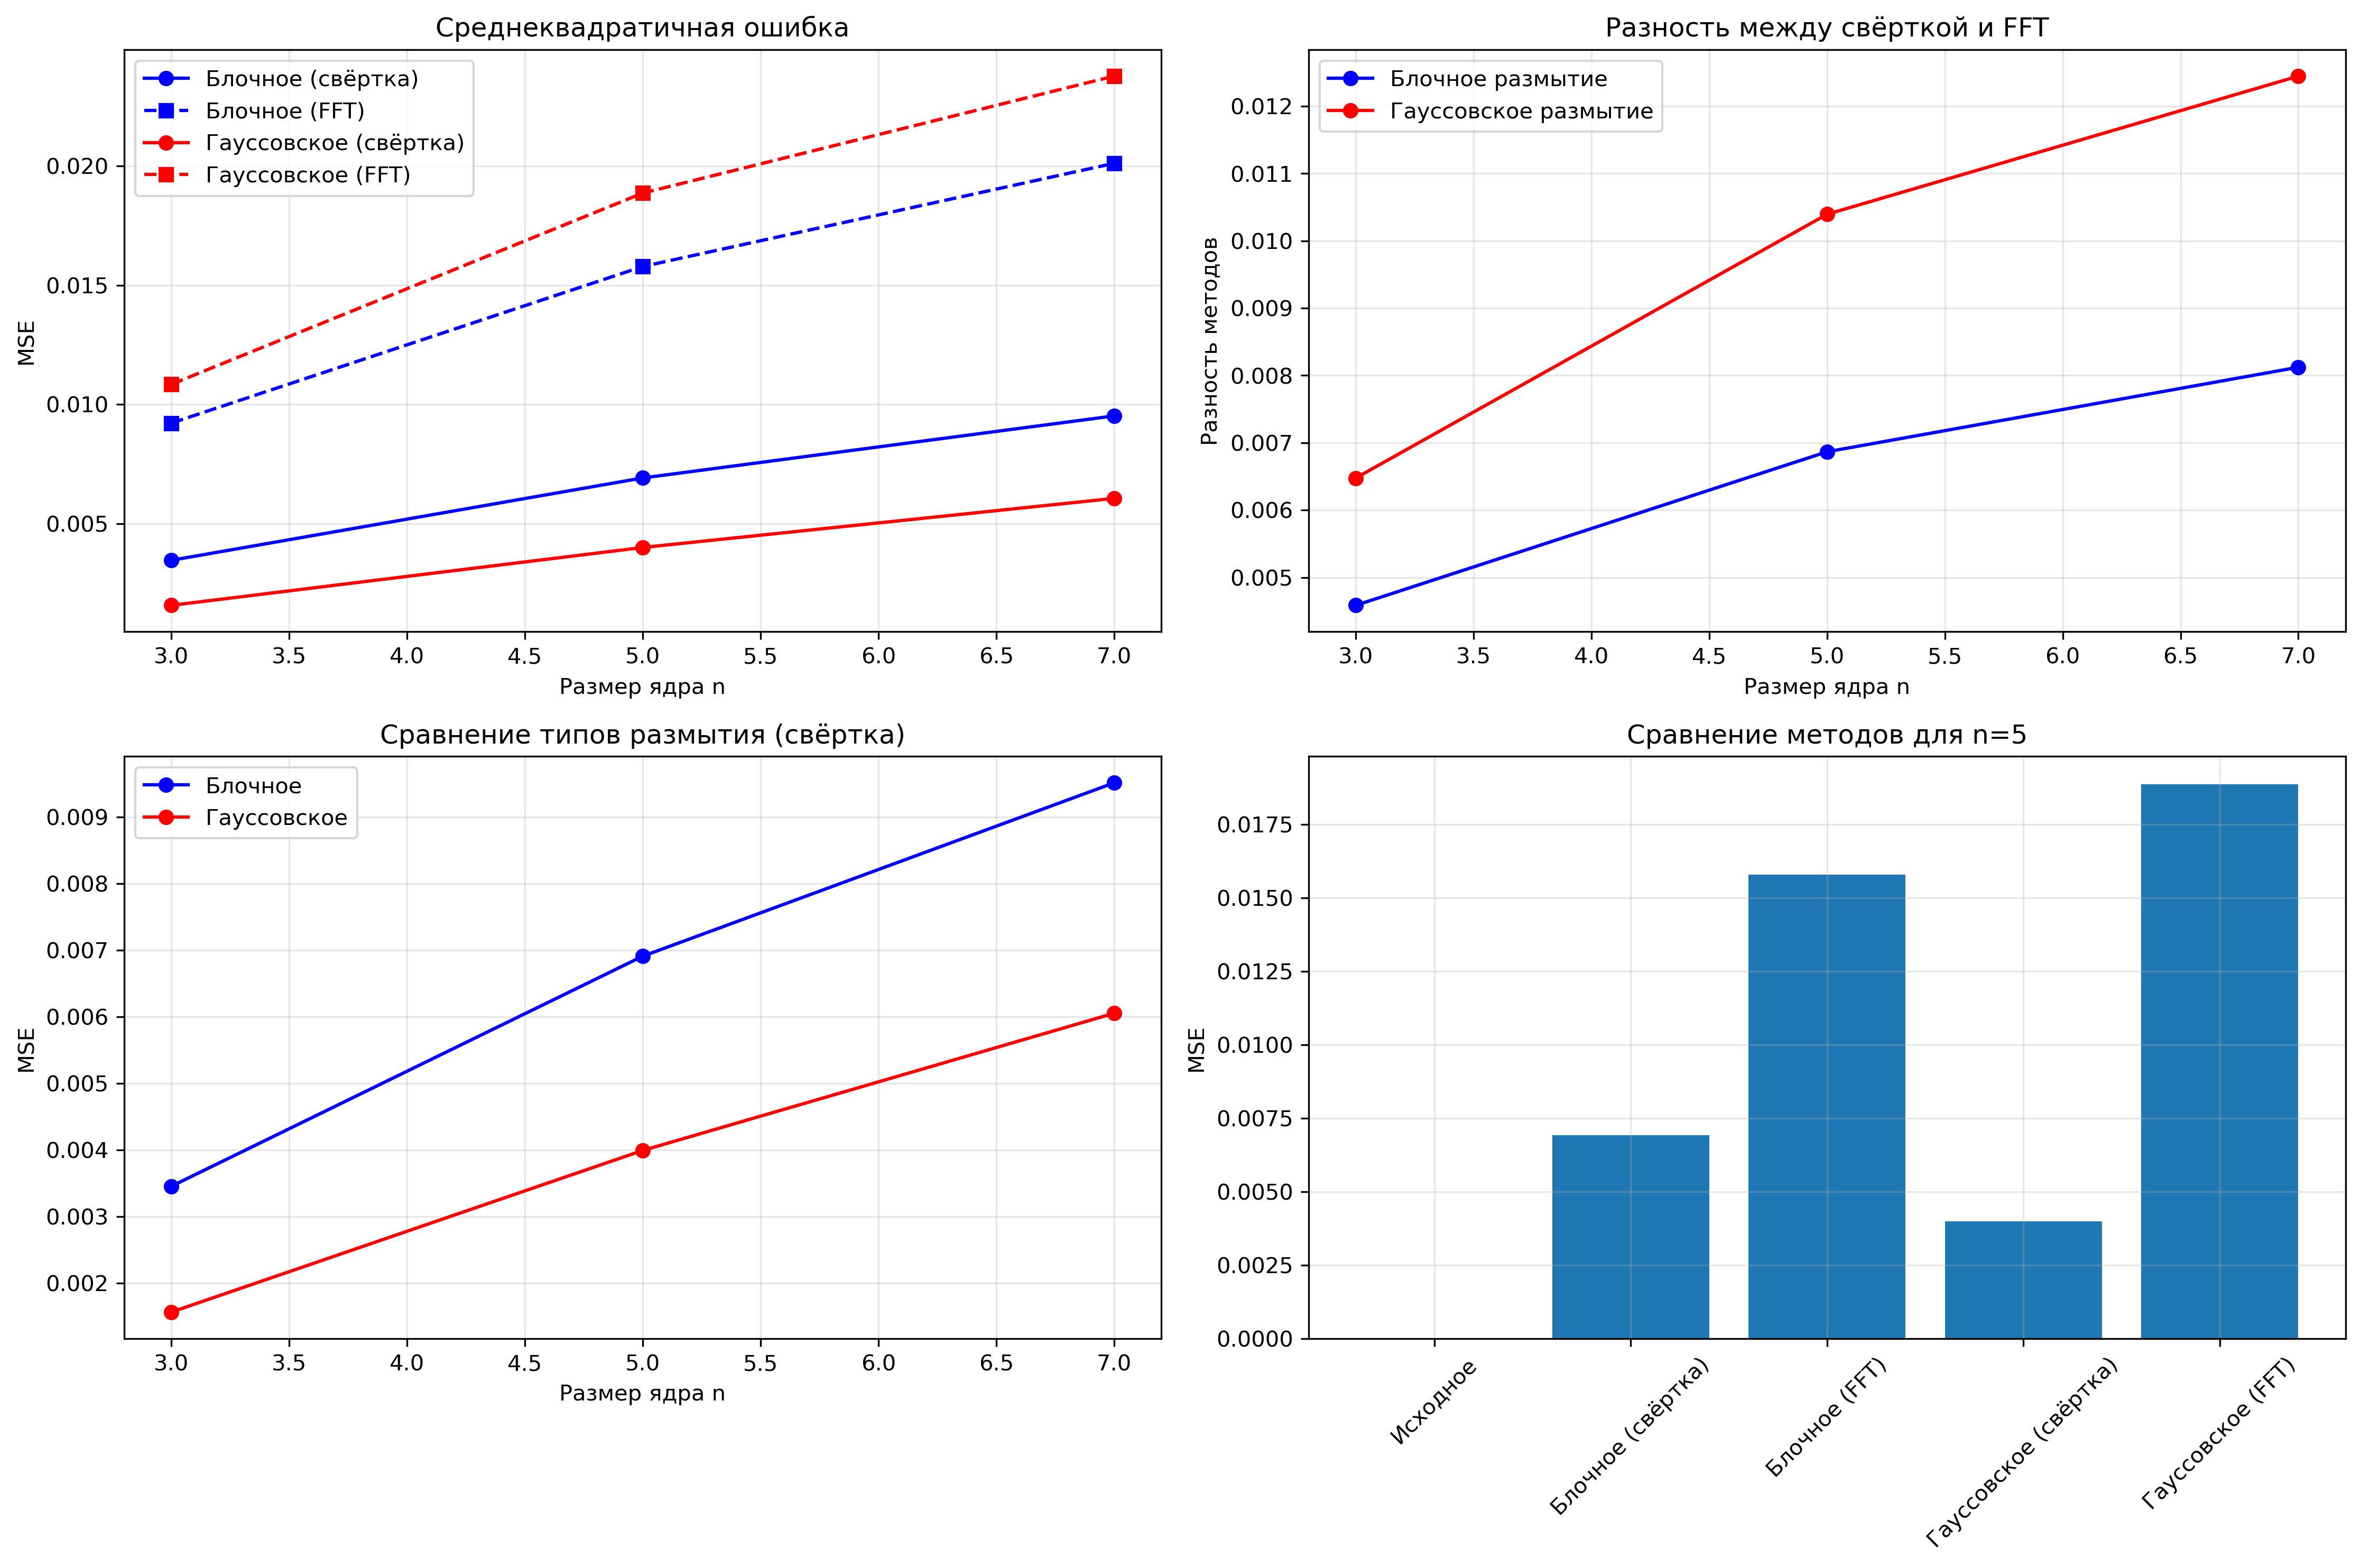 Среднеквадратичная ошибка
Блочное (свёртка)
Блочное (FFT)
Гауссовское (свёртка)
Гауссовское (FFT)
MSE
0.020
0.015
0.010
0.005
3.0 3.5 4.0 4.5 5.0 5.5 6.0 6.5 7.0
Размер ядра n
Разность между свёрткой и FFT
Блочное размытие
Гауссовское размытие
Разность методов
0.012
0.011
0.010
0.009
0.008
0.007
0.006
0.005
3.0 3.5 4.0 4.5 5.0 5.5 6.0 6.5 7.0
Размер ядра n
Сравнение типов размытия (свёртка)
Блочное
Гауссовское
MSE
0.009
0.008
0.007
0.006
0.005
0.004
0.003
0.002
3.0 3.5 4.0 4.5 5.0 5.5 6.0 6.5 7.0
Размер ядра n
Сравнение методов для n=5
MSE
0.0175
0.0150
0.0125
0.0100
0.0075
0.0050
0.0025
0.0000
Исходное
Блочное (свёртка)
Блочное (FFT)
Гауссовское (свёртка)
Гауссовское (FFT)